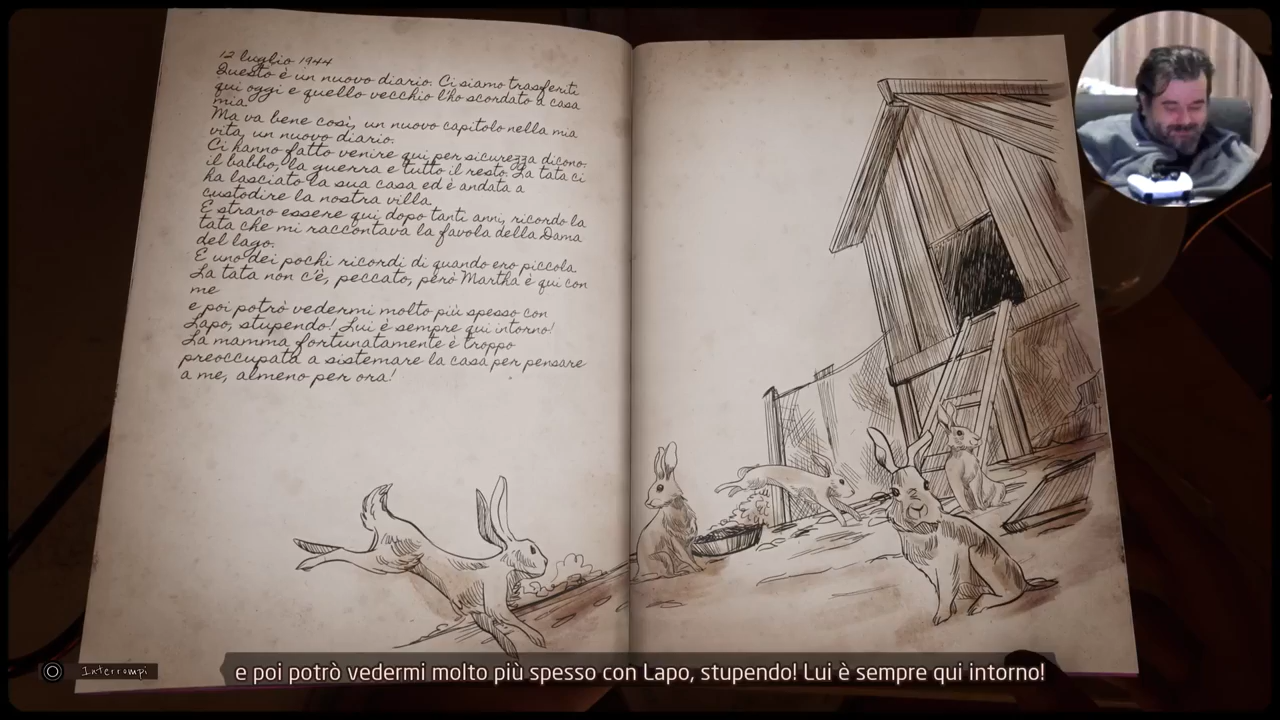 12 luglio 1944
Questo è un nuovo diario. Ci siamo trasferiti
qui oggi e quello vecchio l'ho scordato a casa
mia.
Ma va bene così, un nuovo capitolo nella mia
vita, un nuovo diario.
Ci hanno fatto venire qui per sicurezza dicono.
il babbo, la guerra e tutto il resto. La tata ci
ha lasciato la sua casa ed è andata a
custodire la nostra villa.
È strano essere qui dopo tanti anni, ricordo la
tata che mi raccontava la favola della Dama
del lago.
È uno dei pochi ricordi di quando ero piccola.
La tata non c'è, peccato, però Martha è qui con
me
e poi potrò vedermi molto più spesso con
Lapo, stupendo! Lui è sempre qui intorno!
La mamma fortunatamente è troppo
preoccupata a sistemare la casa per pensare
a me, almeno per ora!
Interrompi
e poi potrò vedermi molto più spesso con Lapo, stupendo! Lui è sempre qui intorno!